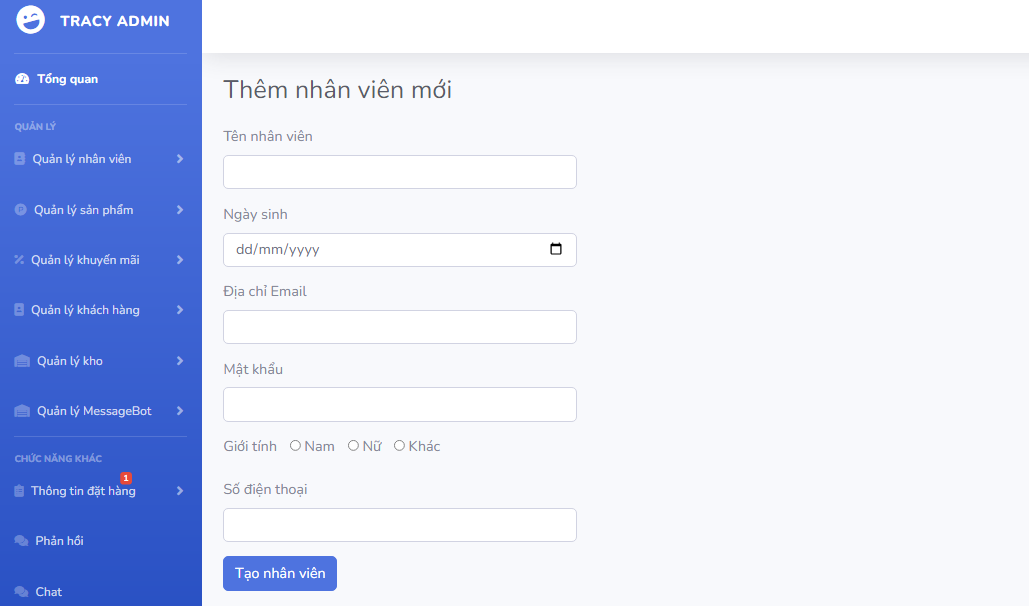 TRACY ADMIN
Tổng quan
QUẢN LÝ
Quản lý nhân viên
Quản lý sản phẩm
Quản lý khuyến mãi
Quản lý khách hàng
Quản lý kho
Quản lý MessageBot
CHỨC NĂNG KHÁC
1
Thông tin đặt hàng
Phản hồi
Chat
Thêm nhân viên mới
Tên nhân viên
Ngày sinh
dd/mm/yyyy
Địa chỉ Email
Mật khẩu
Giới tính Nam Nữ Khác
Số điện thoại
Tạo nhân viên